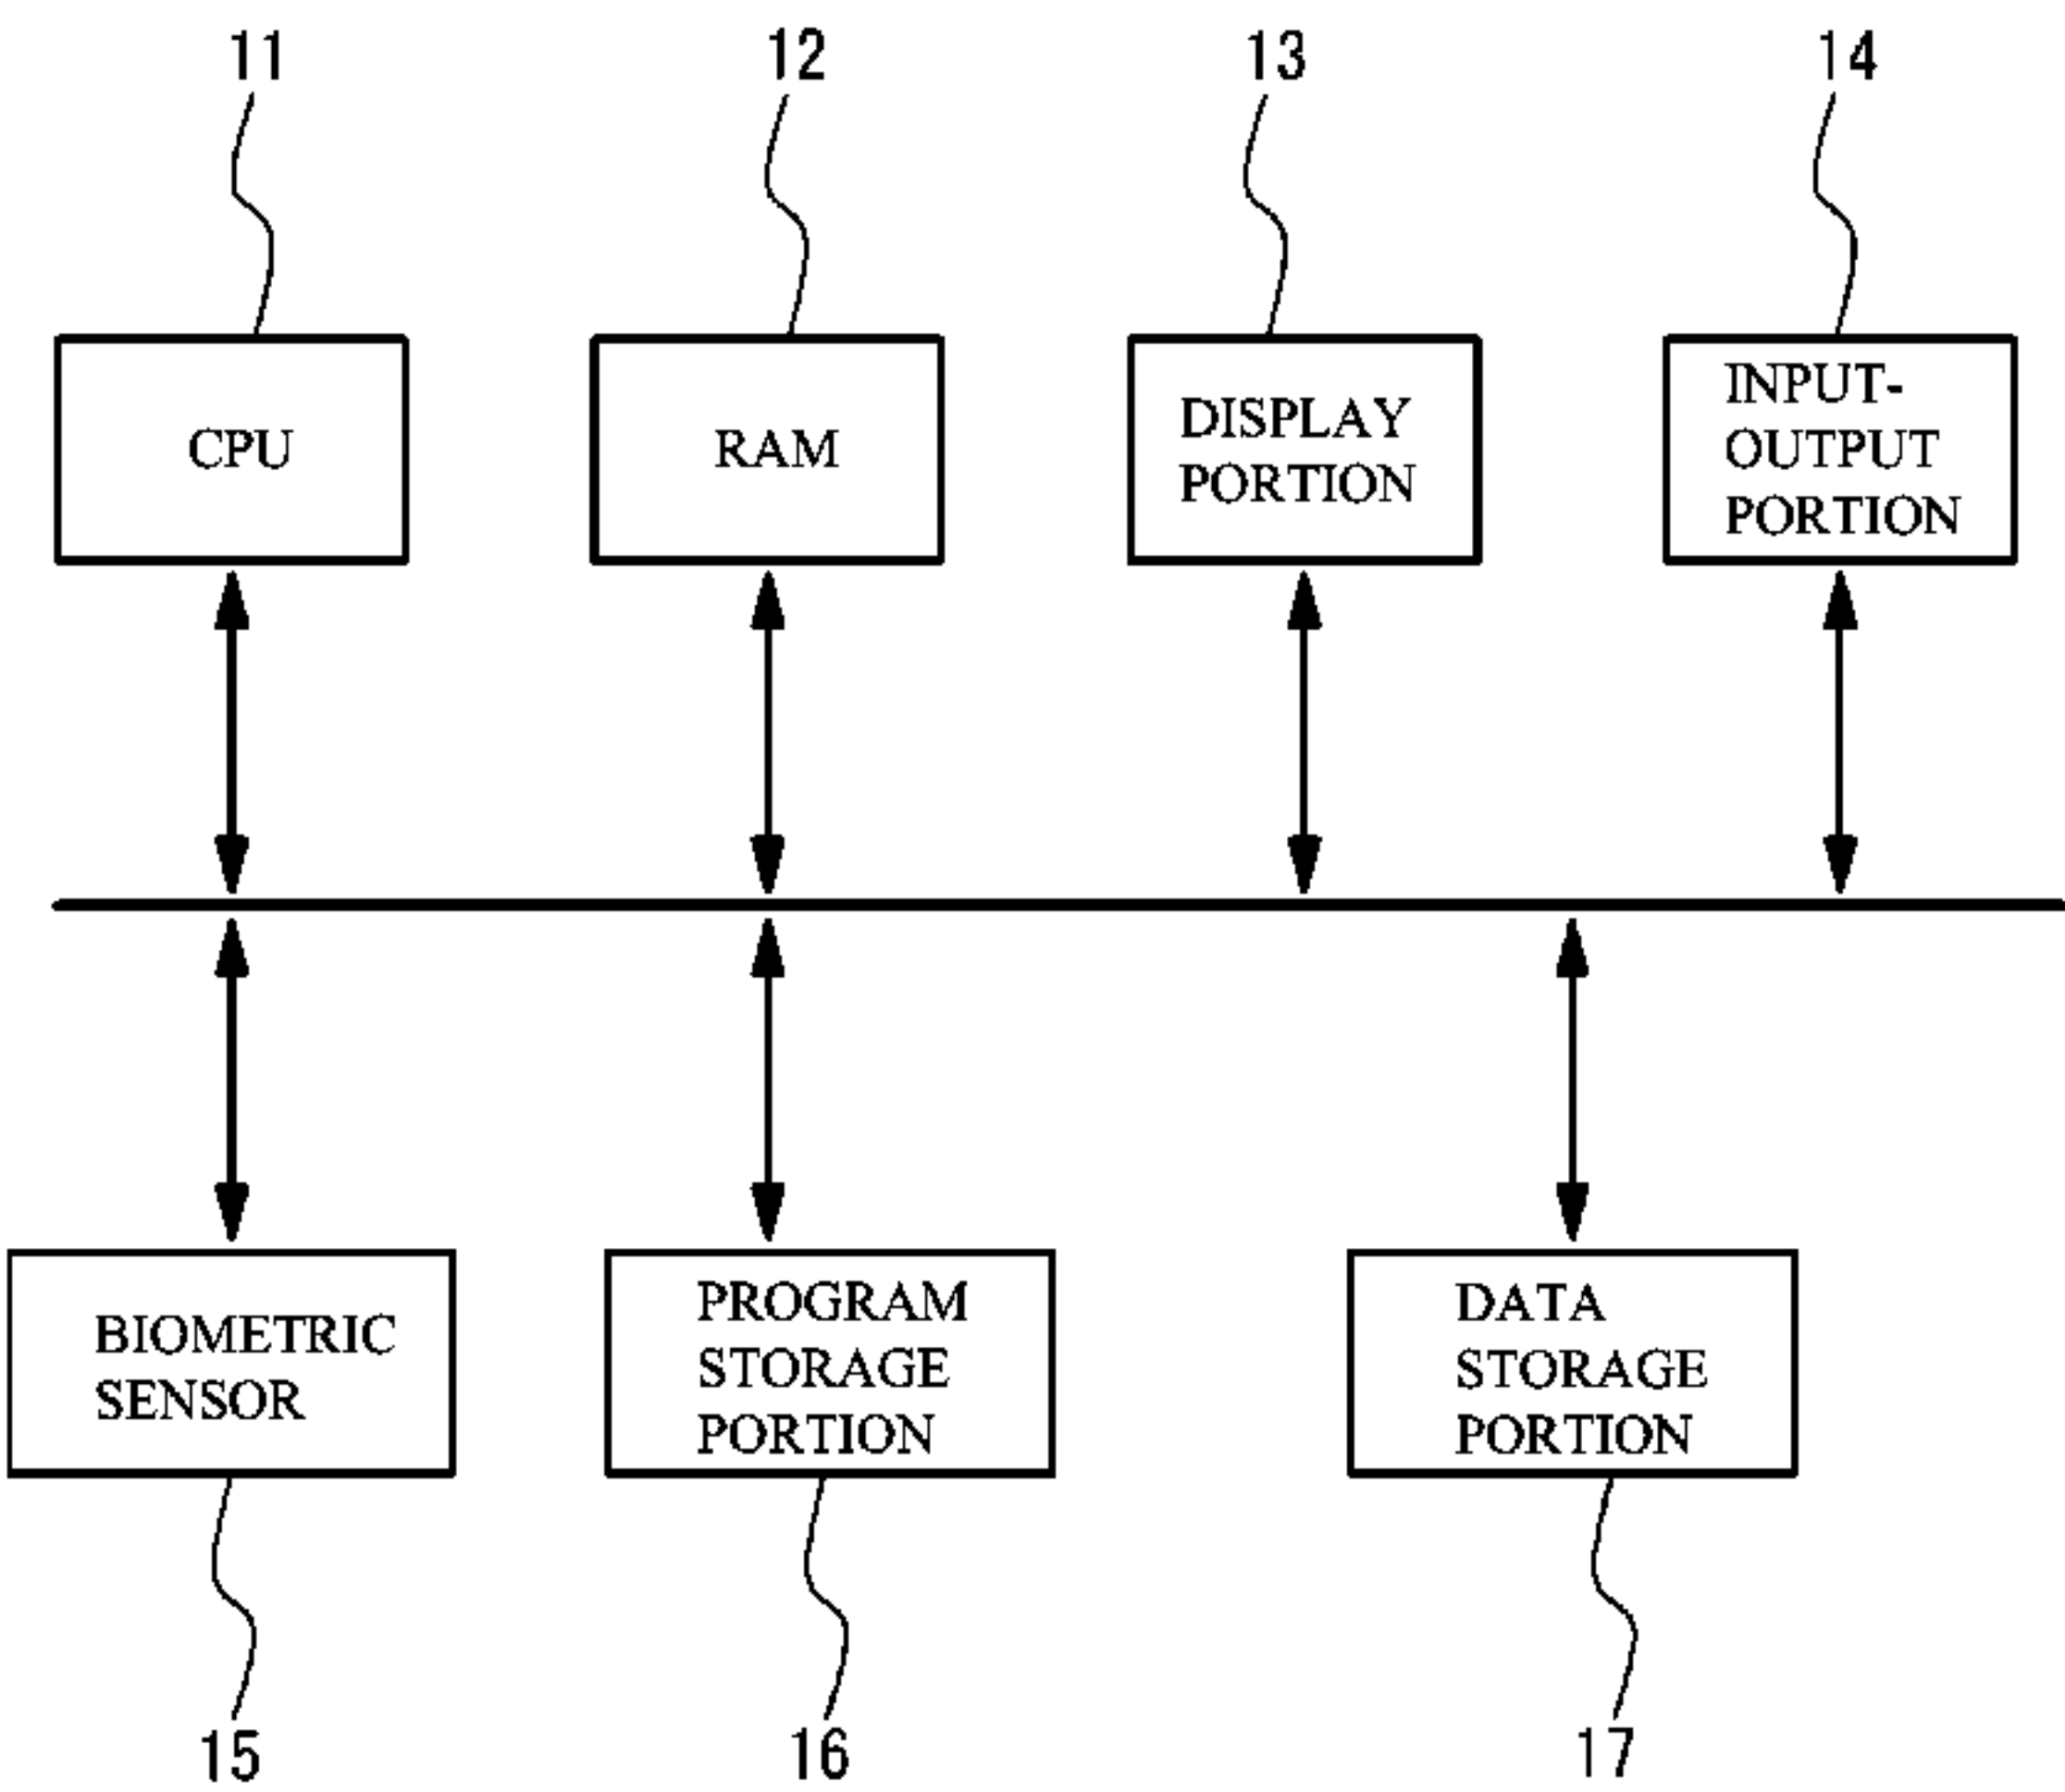 11
12
13
14
CPU
RAM
DISPLAY
PORTION
INPUT-
OUTPUT
PORTION
BIOMETRIC
SENSOR
PROGRAM
STORAGE
PORTION
DATA
STORAGE
PORTION
15
16
17